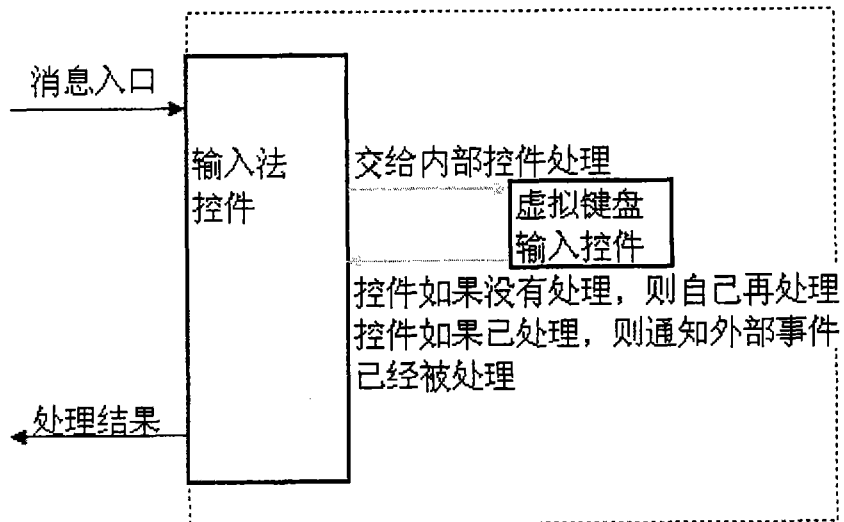 消息入口
输入法
控件
交给内部控件处理
虚拟键盘
输入控件
控件如果没有处理，则自己再处理
控件如果已处理，则通知外部事件
已经被处理
处理结果